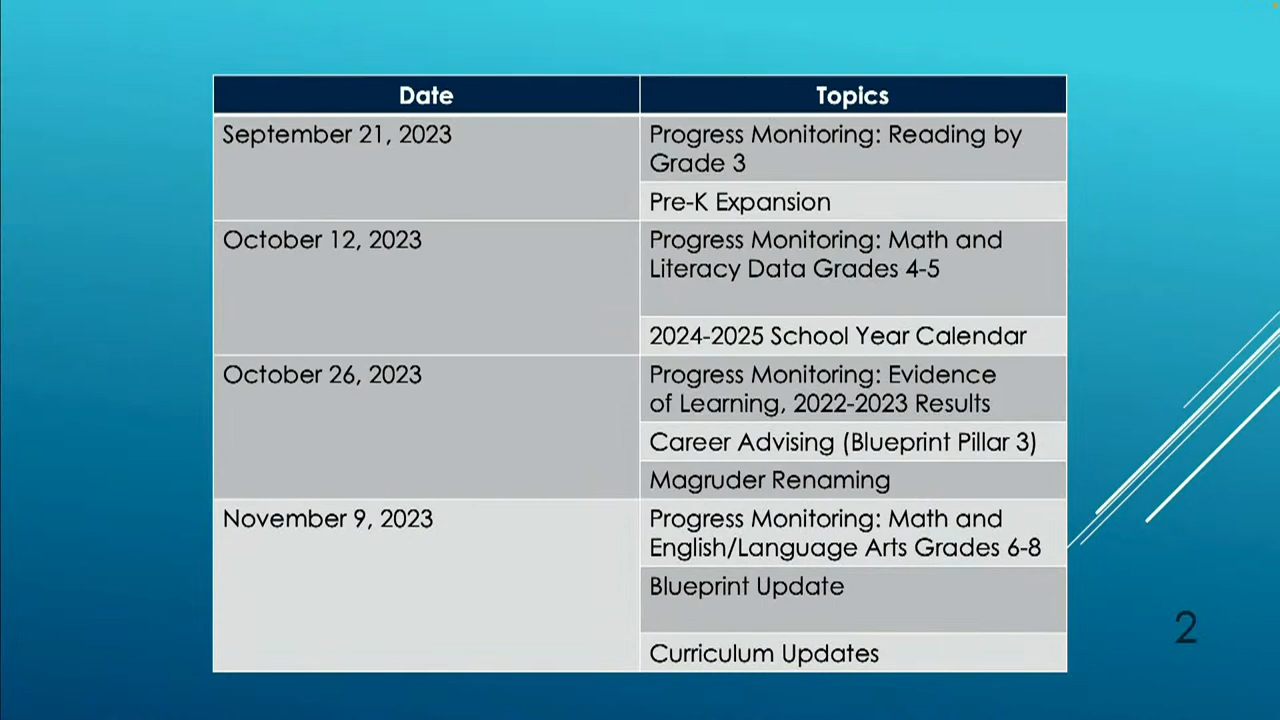 Date
Topics
September 21, 2023
Progress Monitoring: Reading by
Grade 3
Pre-K Expansion
October 12, 2023
Progress Monitoring: Math and
Literacy Data Grades 4-5
2024-2025 School Year Calendar
October 26, 2023
Progress Monitoring: Evidence
of Learning, 2022-2023 Results
Career Advising (Blueprint Pillar 3)
Magruder Renaming
November 9, 2023
Progress Monitoring: Math and
English/Language Arts Grades 6-8
Blueprint Update
Curriculum Updates
2